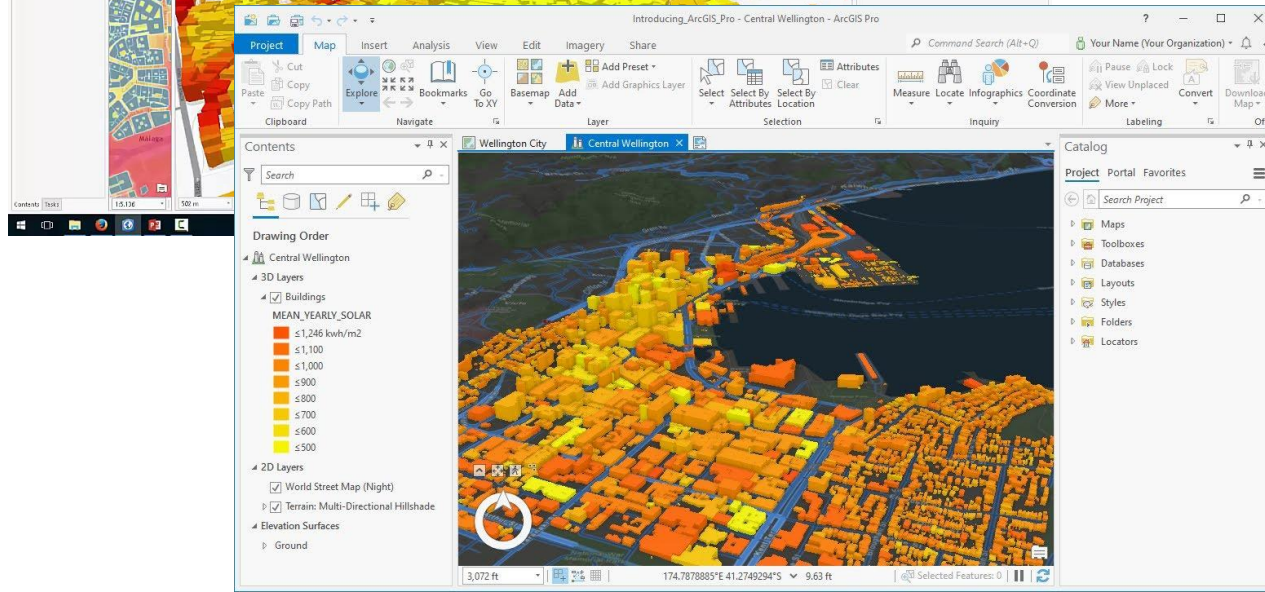 Málaga
Contents Tasks
1:5.136
502 m
Introducing_ArcGIS_Pro - Central Wellington - ArcGIS Pro
?
Project Map Insert Analysis View Edit Imagery Share
Command Search (Alt+Q)
Your Name (Your Organization)
Paste
Cut
Copy
Copy Path
Clipboard
Explore
Bookmarks
Go To XY
Navigate
Basemap
Add Data
Add Preset
Add Graphics Layer
Layer
Select
Select By Attributes
Select By Location
Attributes
Clear
Selection
Measure
Locate
Infographics
Coordinate Conversion
Inquiry
Pause
Lock
View Unplaced
More
Convert
Labeling
Download Map
Of
Contents
Search
Drawing Order
Central Wellington
3D Layers
Buildings
MEAN_YEARLY_SOLAR
≤1,246 kwh/m2
≤1,100
≤1,000
≤900
≤800
≤700
≤600
≤500
2D Layers
World Street Map (Night)
Terrain: Multi-Directional Hillshade
Elevation Surfaces
Ground
Wellington City
Central Wellington
3,072 ft
174.7878885°E 41.2749294°S
9.63 ft
Selected Features: 0
Catalog
Project Portal Favorites
Search Project
Maps
Toolboxes
Databases
Layouts
Styles
Folders
Locators